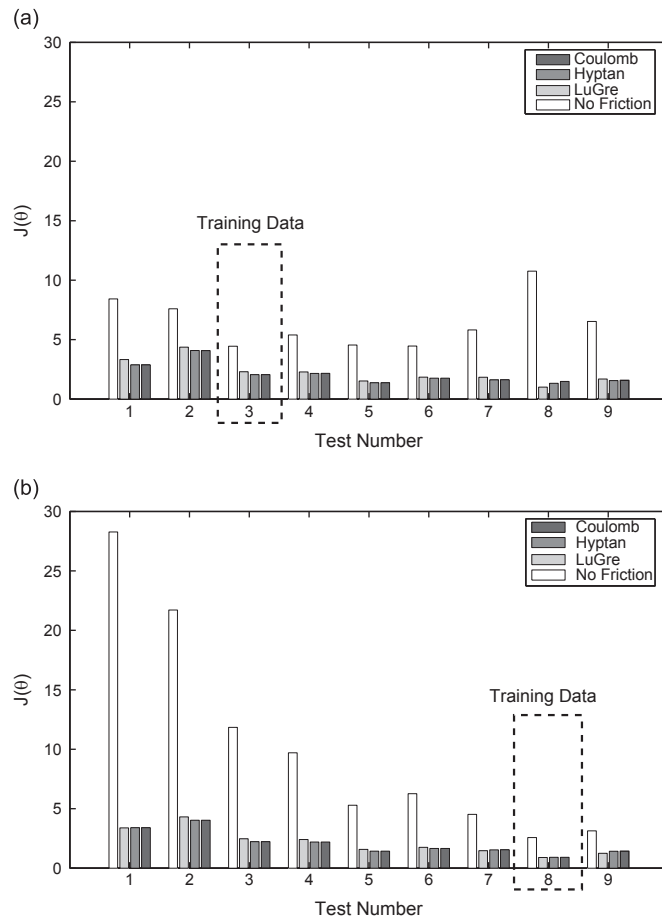 (a)
30
25
20
15
10
5
0
J(θ)
Coulomb
Hyptan
LuGre
No Friction
Training Data
1 2 3 4 5 6 7 8 9
Test Number
(b)
30
25
20
15
10
5
0
J(θ)
Coulomb
Hyptan
LuGre
No Friction
Training Data
1 2 3 4 5 6 7 8 9
Test Number